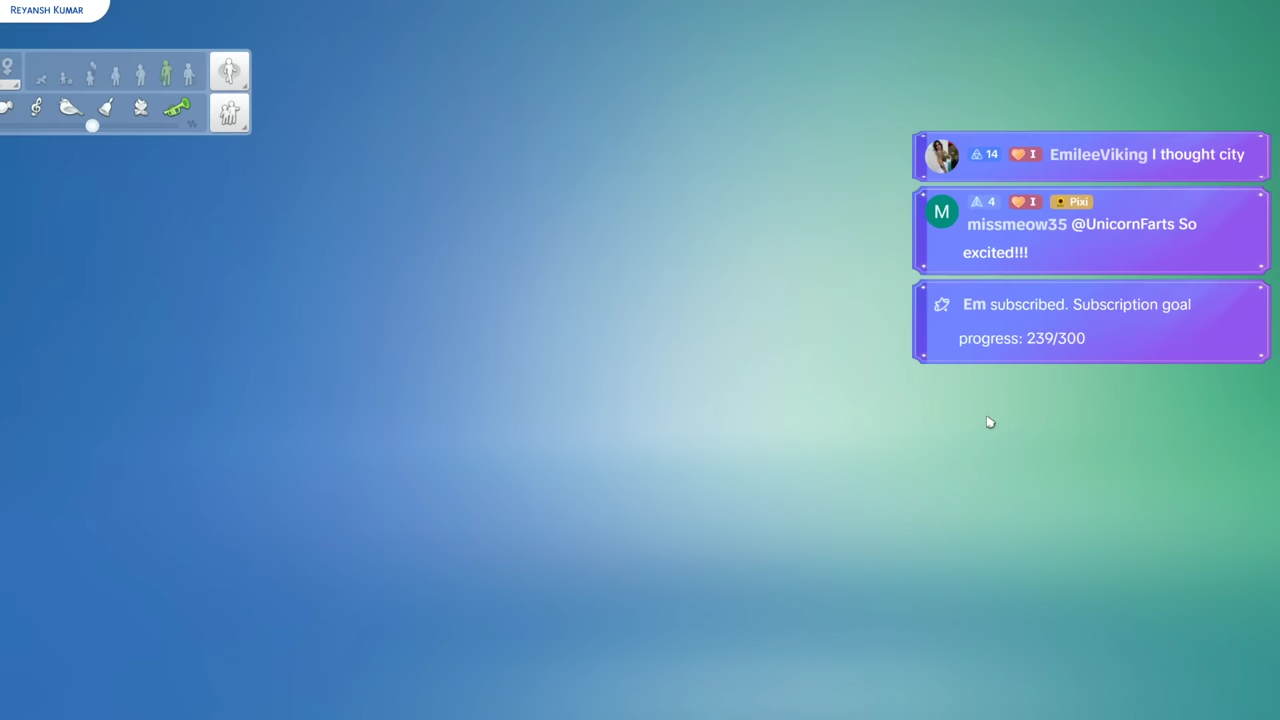 Reyansh Kumar
14 I EmileeViking I thought city
4 I Pixi
missmeow35 @UnicornFarts So
excited!!!
M
Em subscribed. Subscription goal
progress: 239/300